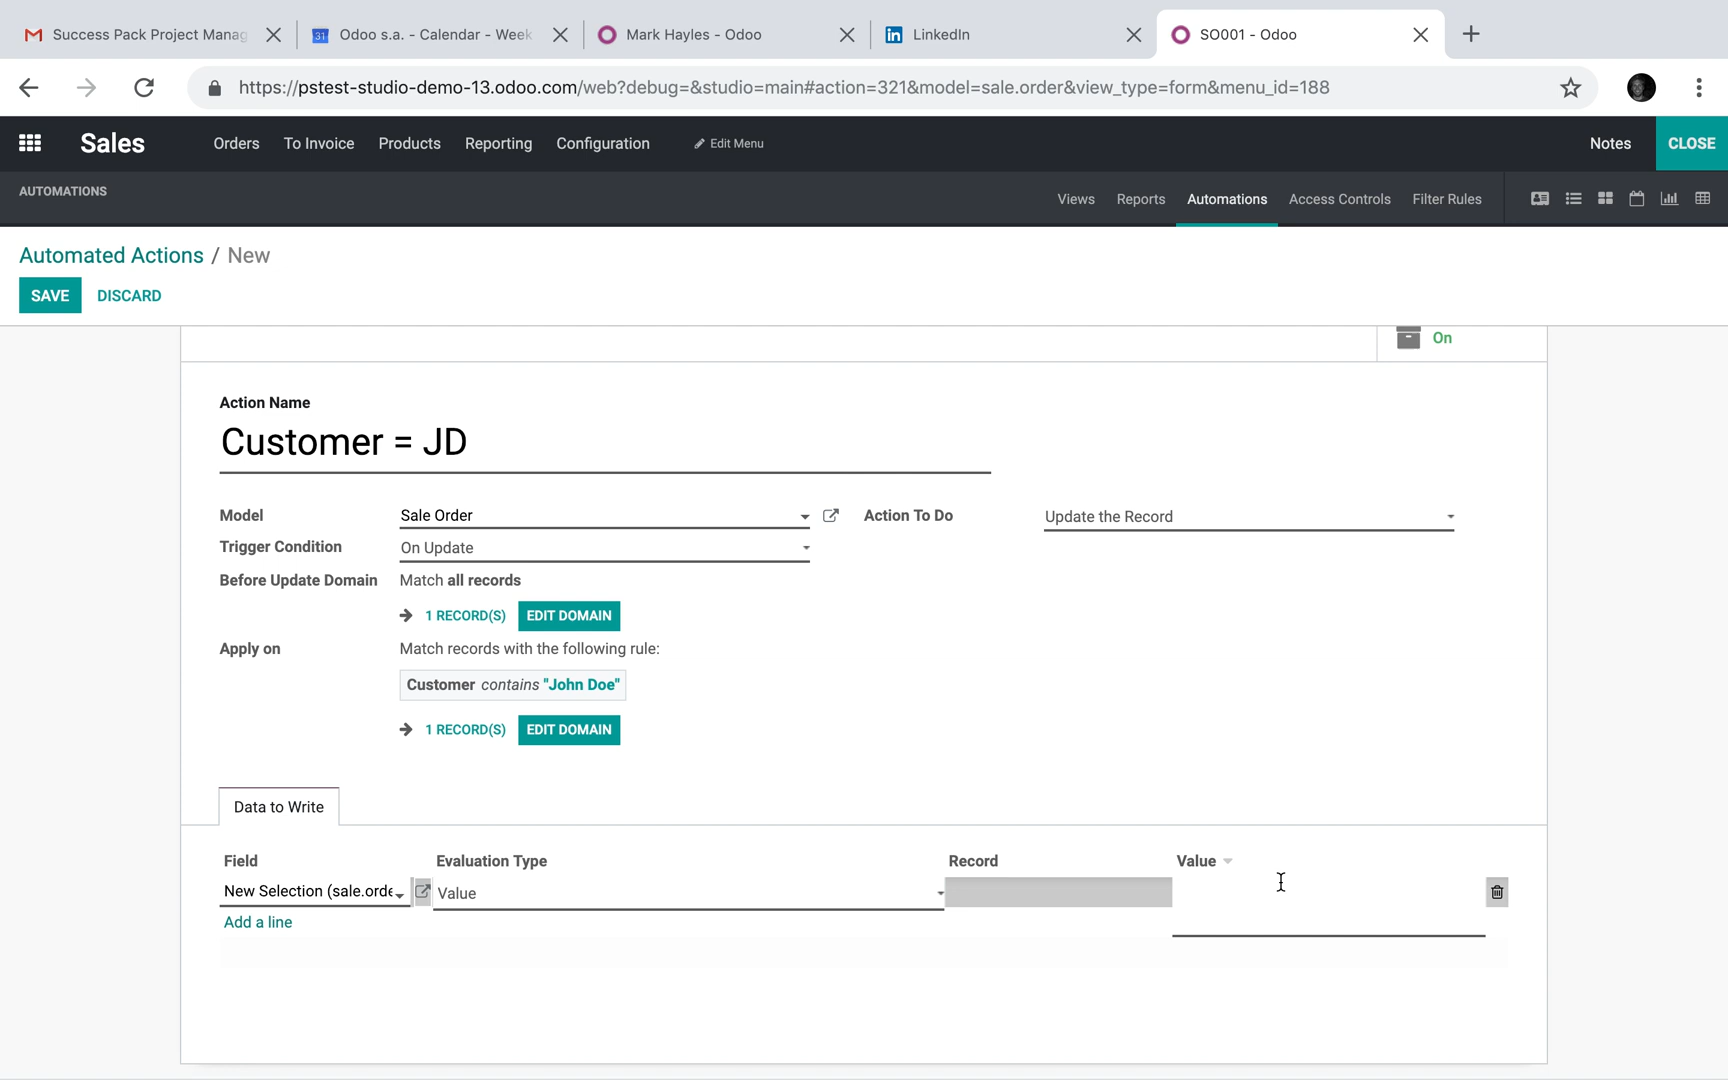 Success Pack Project Manag
Odoo s.a. - Calendar - Week
Mark Hayles - Odoo
LinkedIn
SO001 - Odoo
https://pstest-studio-demo-13.odoo.com/web?debug=&studio=main#action=321&model=sale.order&view_type=form&menu_id=188
Sales
Orders
To Invoice
Products
Reporting
Configuration
Edit Menu
Notes
CLOSE
AUTOMATIONS
Views
Reports
Automations
Access Controls
Filter Rules
Automated Actions / New
SAVE
DISCARD
On
Action Name
Customer = JD
Model
Sale Order
Action To Do
Update the Record
Trigger Condition
On Update
Before Update Domain
Match all records
1 RECORD(S)
EDIT DOMAIN
Apply on
Match records with the following rule:
Customer contains "John Doe"
1 RECORD(S)
EDIT DOMAIN
Data to Write
Field
Evaluation Type
Record
Value
New Selection (sale.orde
Value
Add a line